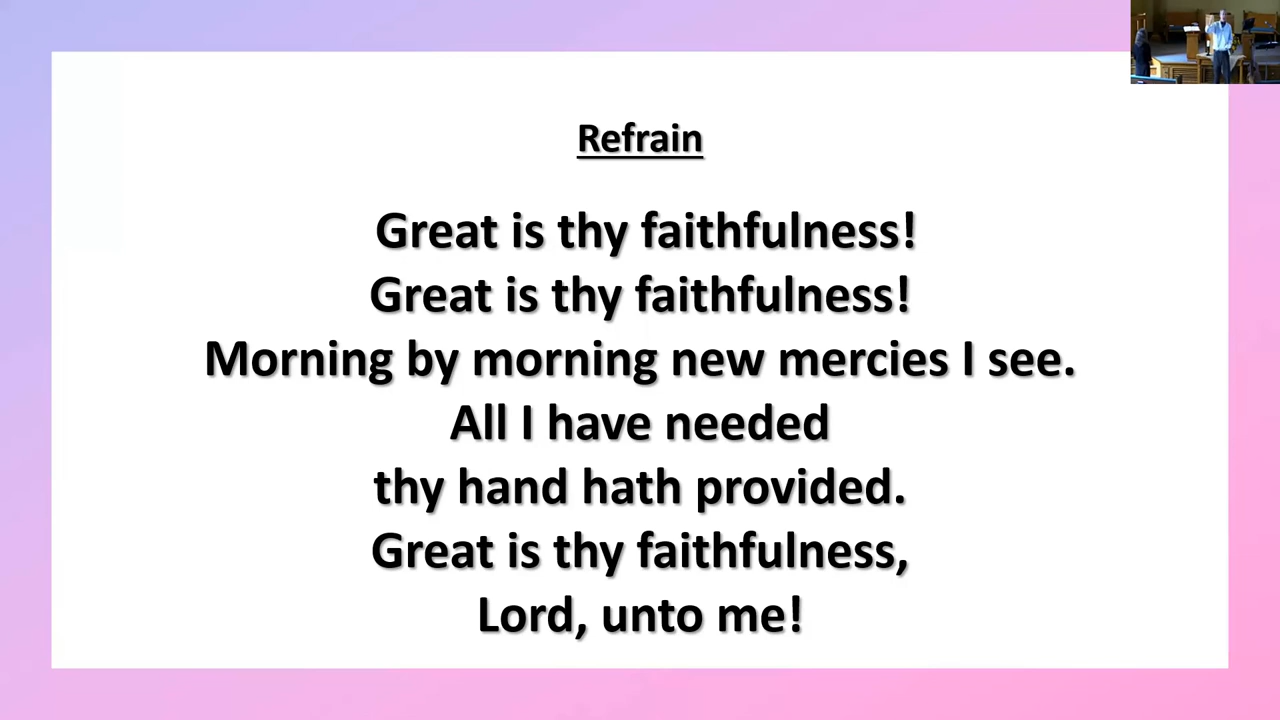 Refrain
Great is thy faithfulness!
Great is thy faithfulness!
Morning by morning new mercies I see.
All I have needed
thy hand hath provided.
Great is thy faithfulness,
Lord, unto me!